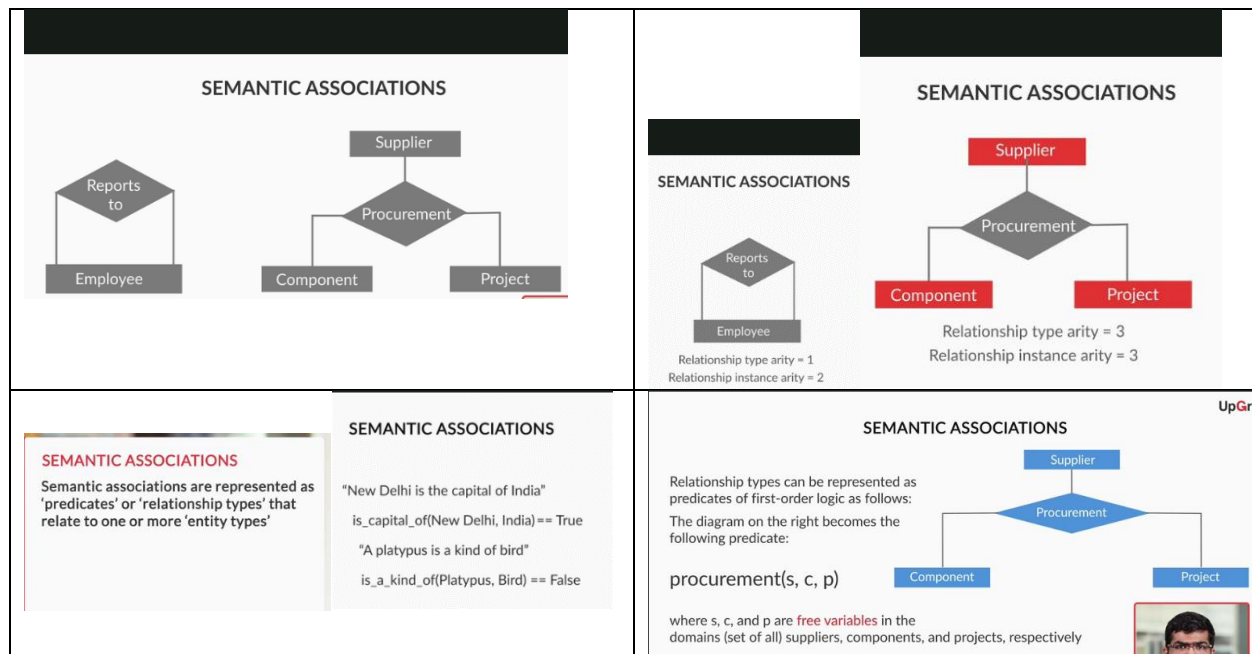 SEMANTIC ASSOCIATIONS
Supplier
Reports
to
Procurement
Employee
Component
Project
SEMANTIC ASSOCIATIONS
Reports
to
Employee
Relationship type arity = 1
Relationship instance arity = 2
SEMANTIC ASSOCIATIONS
Supplier
Procurement
Component
Project
Relationship type arity = 3
Relationship instance arity = 3
SEMANTIC ASSOCIATIONS
Semantic associations are represented as
‘predicates’ or ‘relationship types’ that
relate to one or more ‘entity types’
SEMANTIC ASSOCIATIONS
“New Delhi is the capital of India”
is_capital_of(New Delhi, India)== True
“A platypus is a kind of bird”
is_a_kind_of(Platypus, Bird) == False
UpGr
SEMANTIC ASSOCIATIONS
Relationship types can be represented as
predicates of first-order logic as follows:
The diagram on the right becomes the
following predicate:
procurement(s, c, p)
where s, c, and p are free variables in the
domains (set of all) suppliers, components, and projects, respectively
Supplier
Procurement
Component
Project